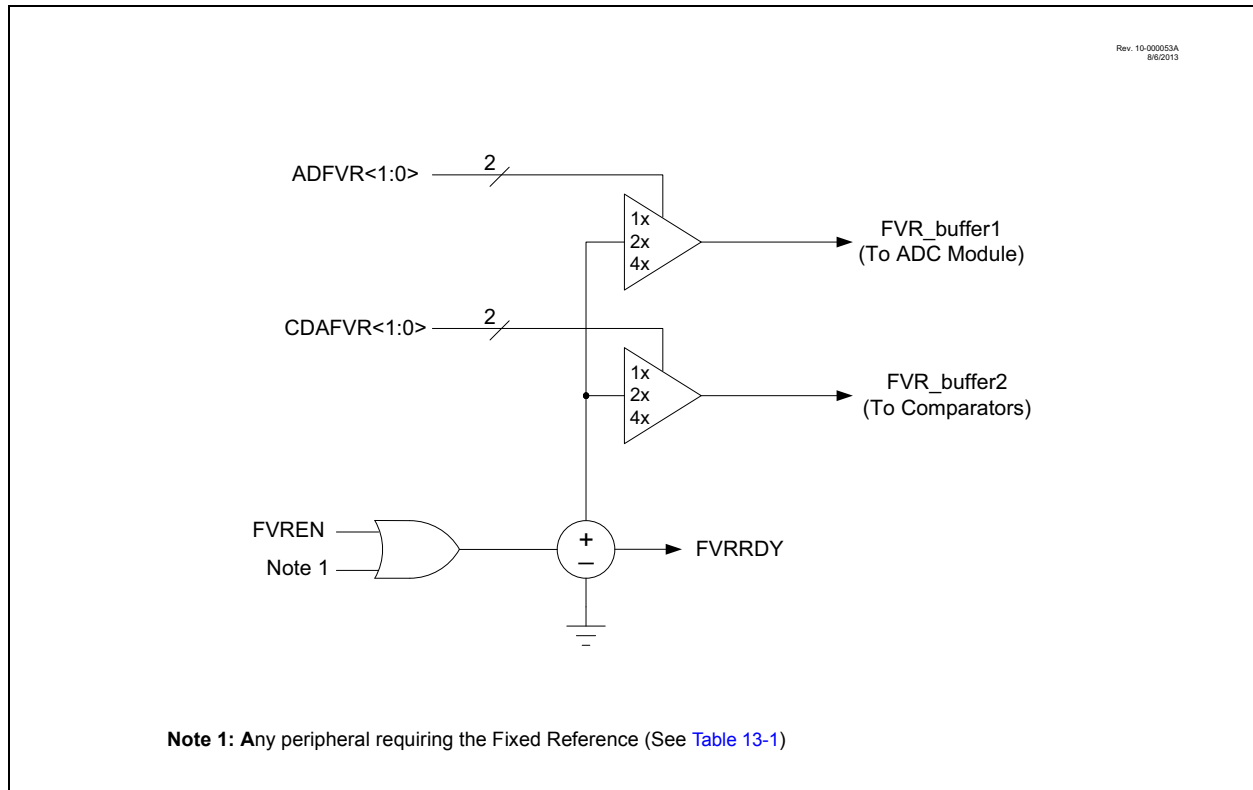 Rev. 10-000053A
8/6/2013
ADFVR<1:0>
2
1x
2x
4x
FVR_buffer1
(To ADC Module)
CDAFVR<1:0>
2
1x
2x
4x
FVR_buffer2
(To Comparators)
FVREN
Note 1
+
–
FVRRDY
Note 1: Any peripheral requiring the Fixed Reference (See Table 13-1)